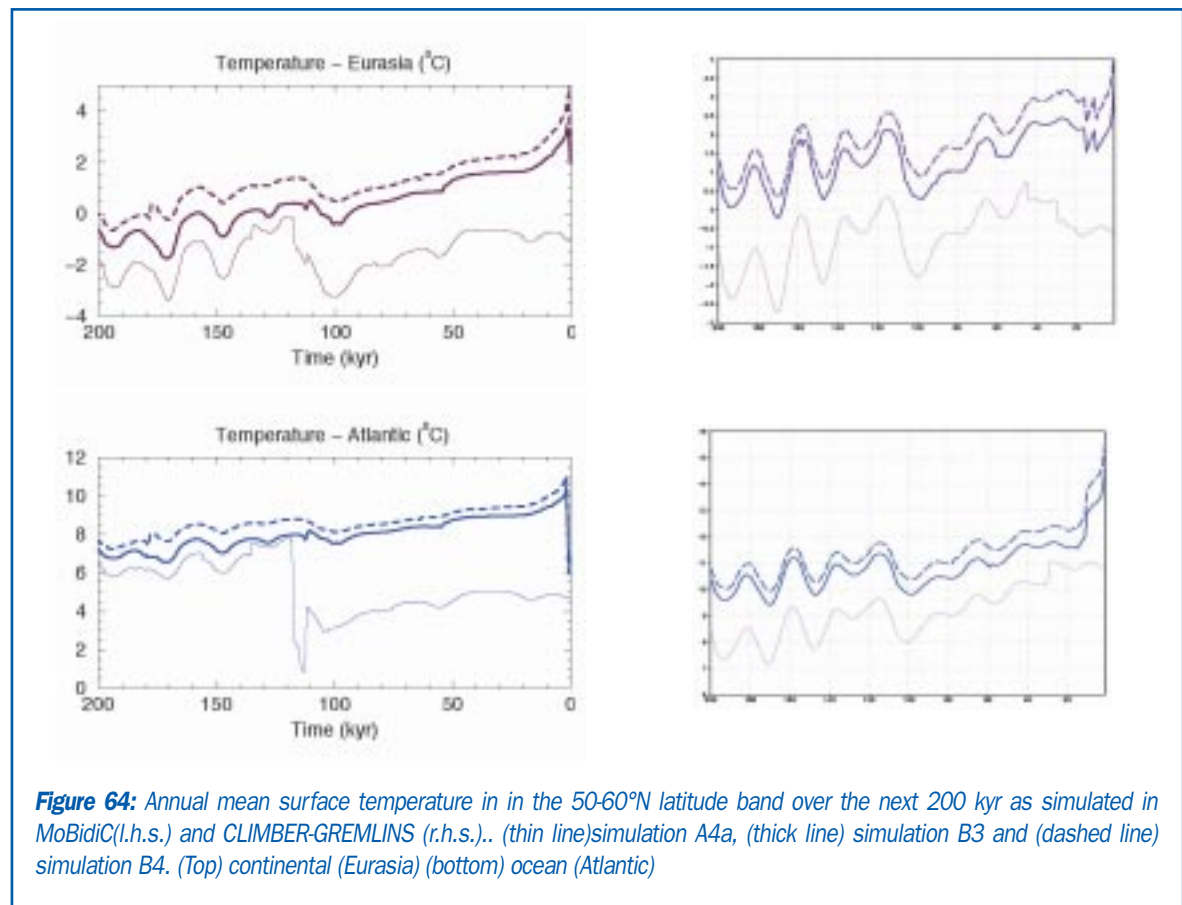 Temperature – Eurasia (°C)
4
2
0
−2
−4
200 150 100 50 0
Time (kyr)
Temperature – Atlantic (°C)
12
10
8
6
4
2
0
200 150 100 50 0
Time (kyr)
Figure 64: Annual mean surface temperature in in the 50-60°N latitude band over the next 200 kyr as simulated in
MoBidiC(l.h.s.) and CLIMBER-GREMLINS (r.h.s.).. (thin line)simulation A4a, (thick line) simulation B3 and (dashed line)
simulation B4. (Top) continental (Eurasia) (bottom) ocean (Atlantic)